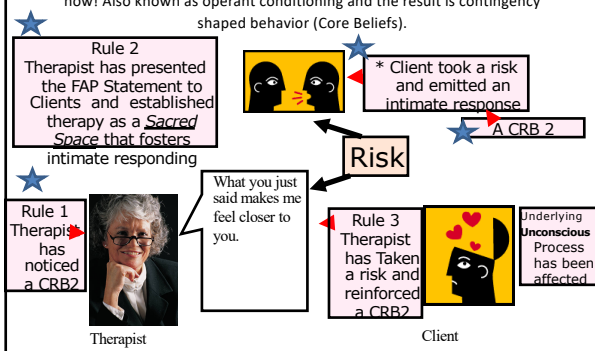 now! Also known as operant conditioning and the result is contingency
shaped behavior (Core Beliefs).
Rule 2
Therapist has presented
the FAP Statement to
Clients and established
therapy as a Sacred
Space that fosters
intimate responding
* Client took a risk
and emitted an
intimate response
A CRB 2
Risk
Rule 1
Therapist
has
noticed
a CRB2
What you just
said makes me
feel closer to
you.
Rule 3
Therapist
has Taken
a risk and
reinforced
a CRB2
Underlying
Unconscious
Process
has been
affected
Therapist
Client